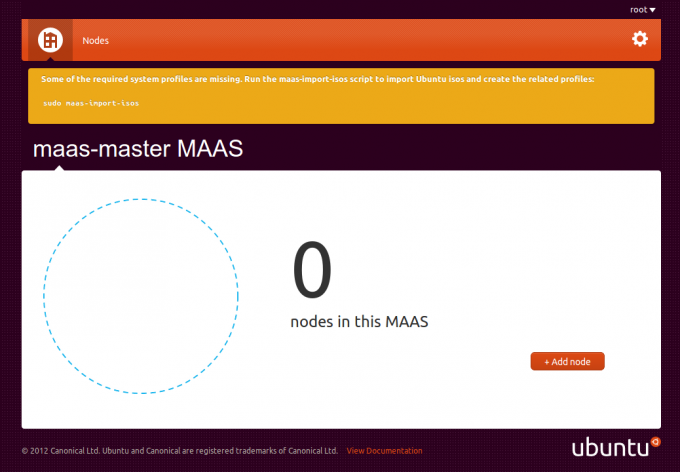 root
Nodes
Some of the required system profiles are missing. Run the maas-import-isos script to import Ubuntu isos and create the related profiles:
sudo maas-import-isos
maas-master MAAS
0
nodes in this MAAS
+ Add node
© 2012 Canonical Ltd. Ubuntu and Canonical are registered trademarks of Canonical Ltd. View Documentation
ubuntu